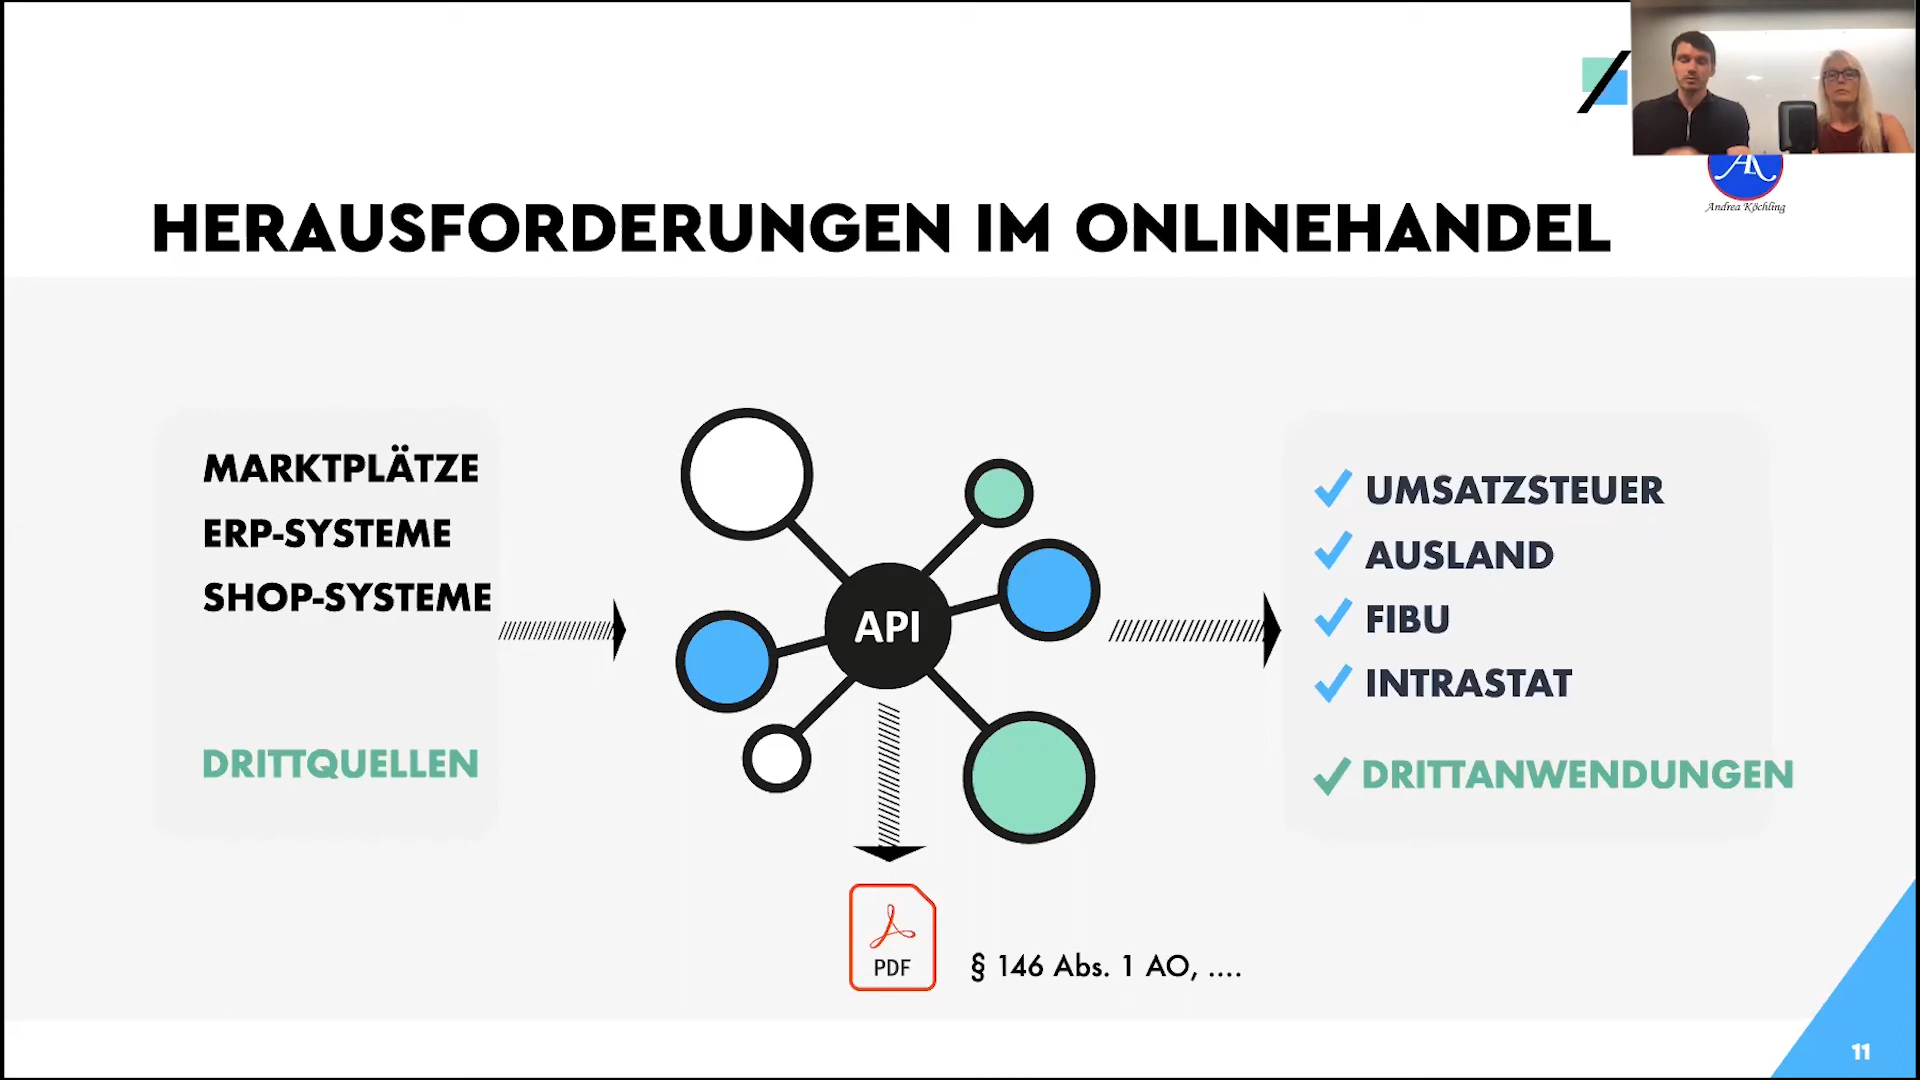 Andrea Köchling
HERAUSFORDERUNGEN IM ONLINEHANDEL
MARKTPLÄTZE
ERP-SYSTEME
SHOP-SYSTEME
DRITTQUELLEN
API
UMSATZSTEUER
AUSLAND
FIBU
INTRASTAT
DRITTANWENDUNGEN
PDF
§ 146 Abs. 1 AO, ....
11